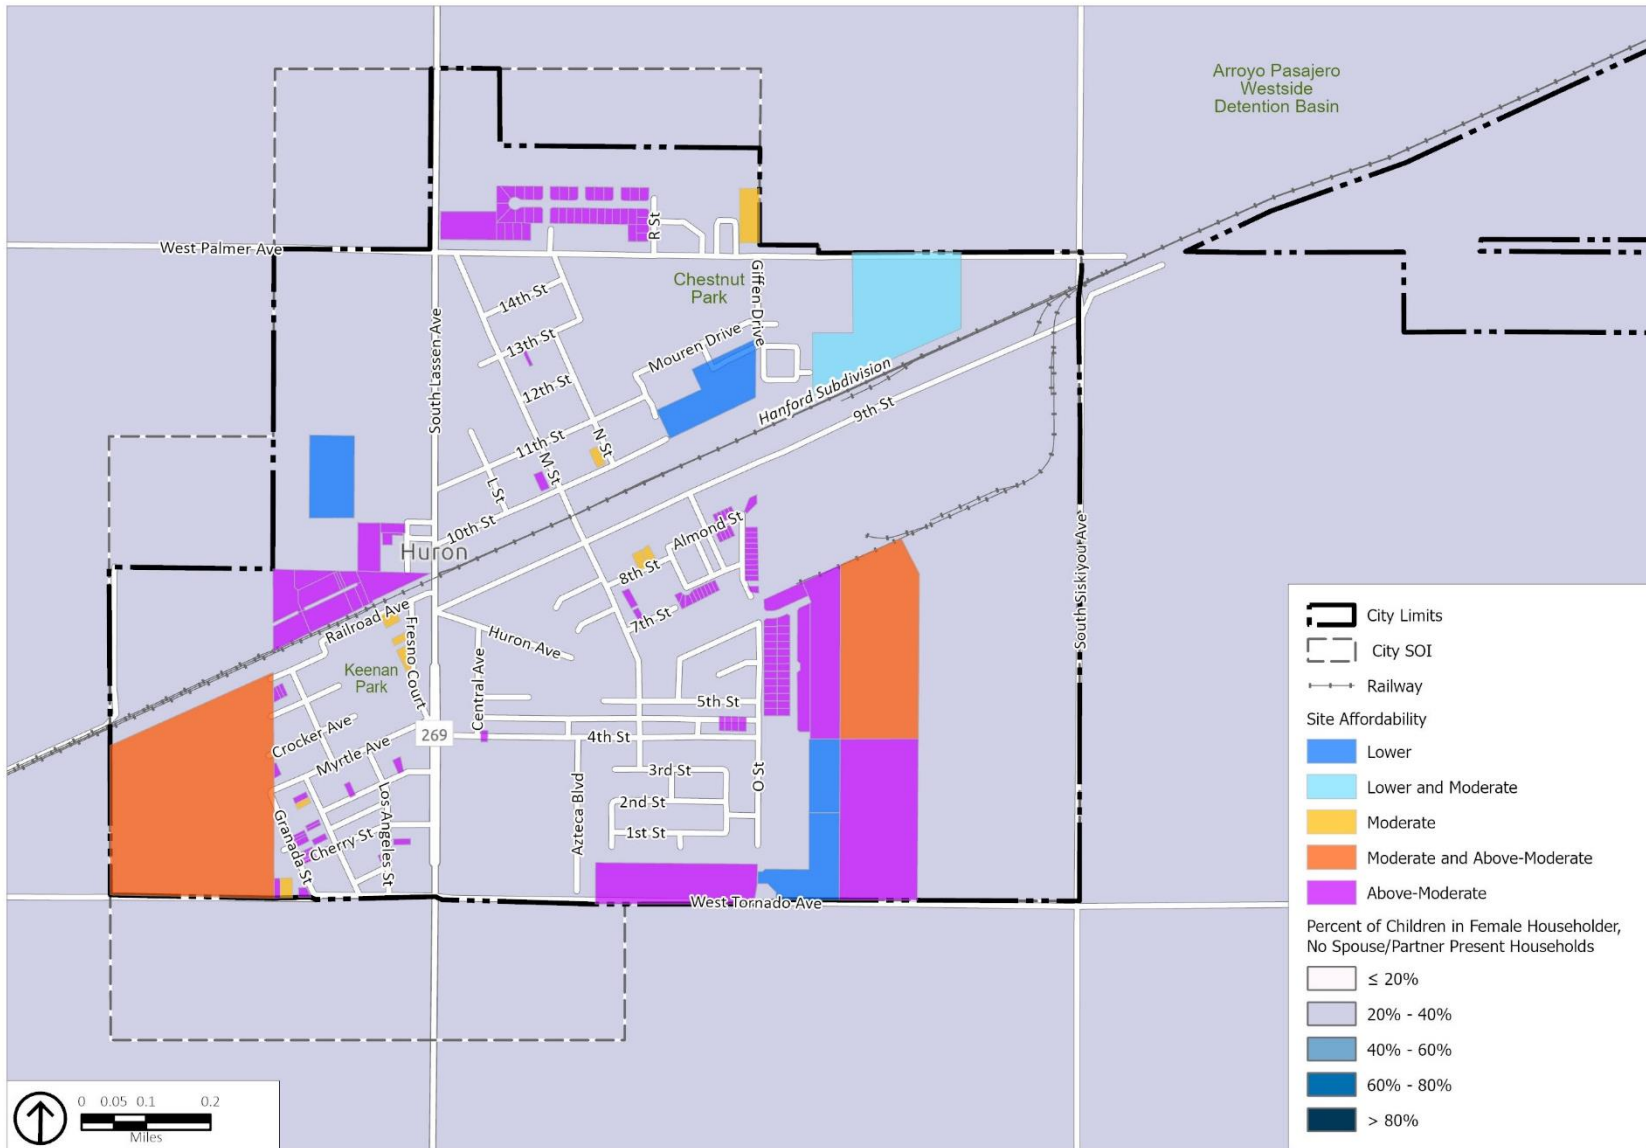 Arroyo Pasajero
Westside
Detention Basin
West Palmer Ave
R St
Chestnut
Park
Giffen Drive
14th St
South Lassen Ave
13th St
Mouren Drive
12th St
Hanford Subdivision
9th St
11th St
N St
M St
L St
10th St
Huron
Almond St
8th St
South Siskiyou Ave
7th St
Railroad Ave
Fresno Court
Huron Ave
Keenan
Park
Central Ave
5th St
269
4th St
Crocker Ave
Myrtle Ave
3rd St
O St
Azteca Blvd
2nd St
Los Angeles St
Granada St
1st St
Cherry St
West Tornado Ave
City Limits
City SOI
Railway
Site Affordability
Lower
Lower and Moderate
Moderate
Moderate and Above-Moderate
Above-Moderate
Percent of Children in Female Householder,
No Spouse/Partner Present Households
≤ 20%
20% - 40%
40% - 60%
60% - 80%
> 80%
0 0.05 0.1 0.2
Miles